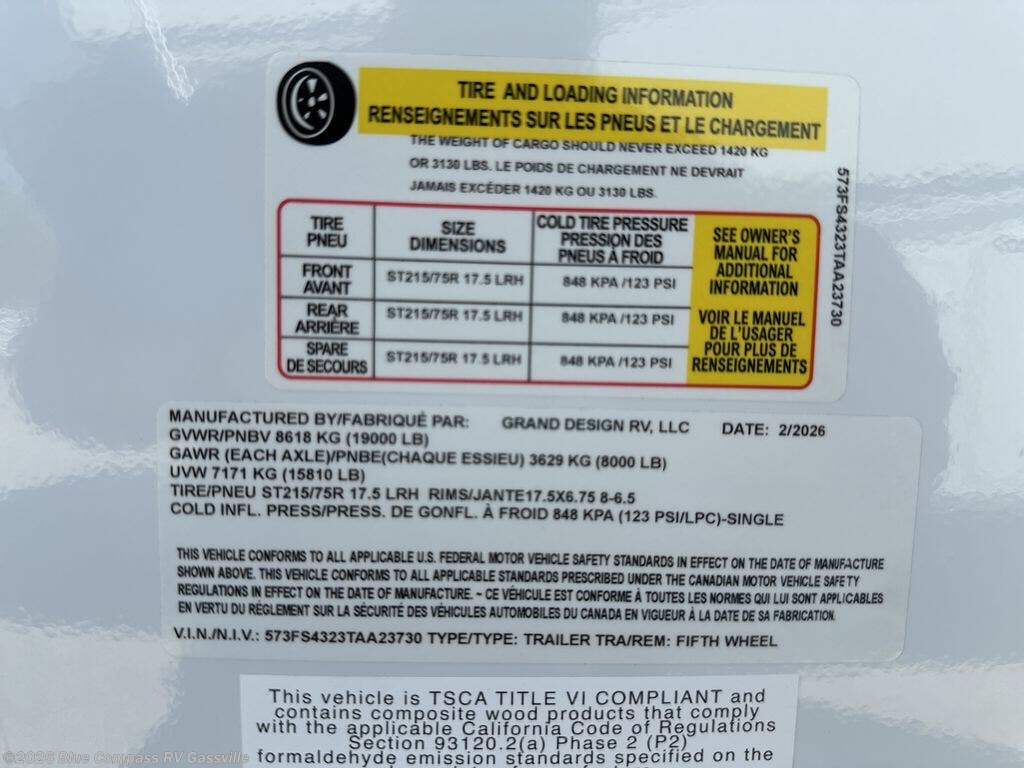 TIRE AND LOADING INFORMATION
RENSEIGNEMENTS SUR LES PNEUS ET LE CHARGEMENT
THE WEIGHT OF CARGO SHOULD NEVER EXCEED 1420 KG
OR 3130 LBS. LE POIDS DE CHARGEMENT NE DEVRAIT
JAMAIS EXCÉDER 1420 KG OU 3130 LBS.
TIRE PNEU SIZE DIMENSIONS COLD TIRE PRESSURE PRESSION DES PNEUS À FROID
FRONT AVANT ST215/75R 17.5 LRH 848 KPA /123 PSI
REAR ARRIÈRE ST215/75R 17.5 LRH 848 KPA /123 PSI
SPARE DE SECOURS ST215/75R 17.5 LRH 848 KPA /123 PSI
SEE OWNER'S
MANUAL FOR
ADDITIONAL
INFORMATION
VOIR LE MANUEL
DE L'USAGER
POUR PLUS DE
RENSEIGNEMENTS
573FS4323TAA23730
MANUFACTURED BY/FABRIQUÉ PAR: GRAND DESIGN RV, LLC DATE: 2/2026
GVWR/PNBV 8618 KG (19000 LB)
GAWR (EACH AXLE)/PNBE(CHAQUE ESSIEU) 3629 KG (8000 LB)
UVW 7171 KG (15810 LB)
TIRE/PNEU ST215/75R 17.5 LRH RIMS/JANTE17.5X6.75 8-6.5
COLD INFL. PRESS/PRESS. DE GONFL. À FROID 848 KPA (123 PSI/LPC)-SINGLE
THIS VEHICLE CONFORMS TO ALL APPLICABLE U.S. FEDERAL MOTOR VEHICLE SAFETY STANDARDS IN EFFECT ON THE DATE OF MANUFACTURE
SHOWN ABOVE. THIS VEHICLE CONFORMS TO ALL APPLICABLE STANDARDS PRESCRIBED UNDER THE CANADIAN MOTOR VEHICLE SAFETY
REGULATIONS IN EFFECT ON THE DATE OF MANUFACTURE. ~ CE VÉHICULE EST CONFORME À TOUTES LES NORMES QUI LUI SONT APPLICABLES
EN VERTU DU RÈGLEMENT SUR LA SÉCURITÉ DES VÉHICULES AUTOMOBILES DU CANADA EN VIGUEUR À LA DATE DE SA FABRICATION.
V.I.N./N.I.V.: 573FS4323TAA23730 TYPE/TYPE: TRAILER TRA/REM: FIFTH WHEEL
This vehicle is TSCA TITLE VI COMPLIANT and
contains composite wood products that comply
with the applicable California Code of Regulations
Section 93120.2(a) Phase 2 (P2)
formaldehyde emission standards specified on the
©2026 Blue Compass RV Gassville